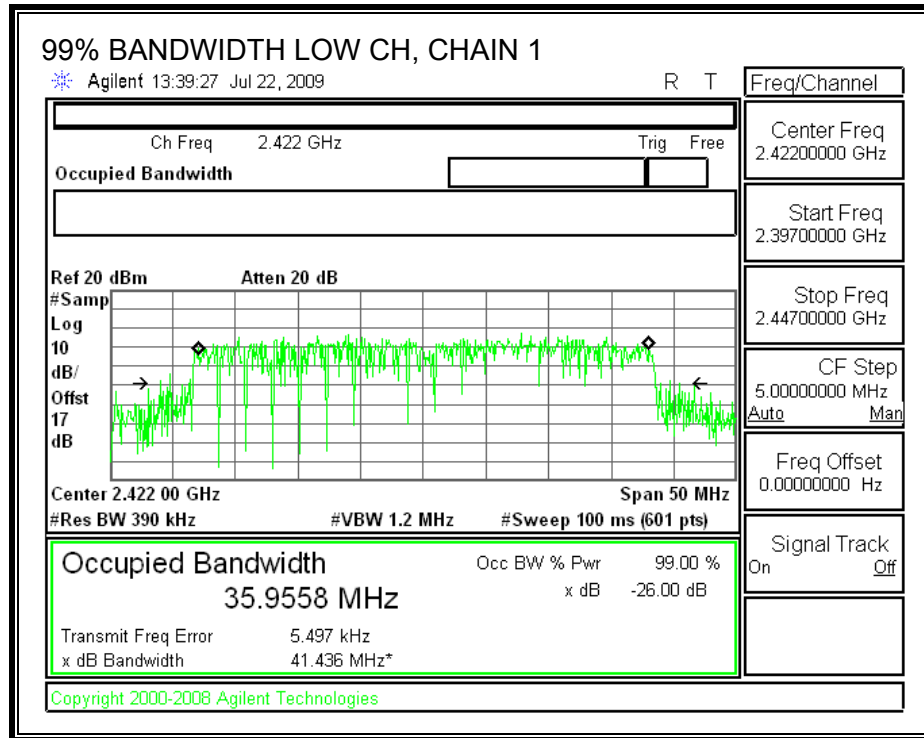 99% BANDWIDTH LOW CH, CHAIN 1
Agilent 13:39:27 Jul 22, 2009 R T
Freq/Channel
Ch Freq 2.422 GHz Trig Free
Occupied Bandwidth
Center Freq
2.42200000 GHz
Start Freq
2.39700000 GHz
Stop Freq
2.44700000 GHz
CF Step
5.00000000 MHz
Auto Man
Freq Offset
0.00000000 Hz
Signal Track
On Off
Ref 20 dBm Atten 20 dB
#Samp
Log
10
dB/
Offst
17
dB
Center 2.422 00 GHz Span 50 MHz
#Res BW 390 kHz #VBW 1.2 MHz #Sweep 100 ms (601 pts)
Occupied Bandwidth Occ BW % Pwr 99.00 %
35.9558 MHz x dB -26.00 dB
Transmit Freq Error 5.497 kHz
x dB Bandwidth 41.436 MHz*
Copyright 2000-2008 Agilent Technologies